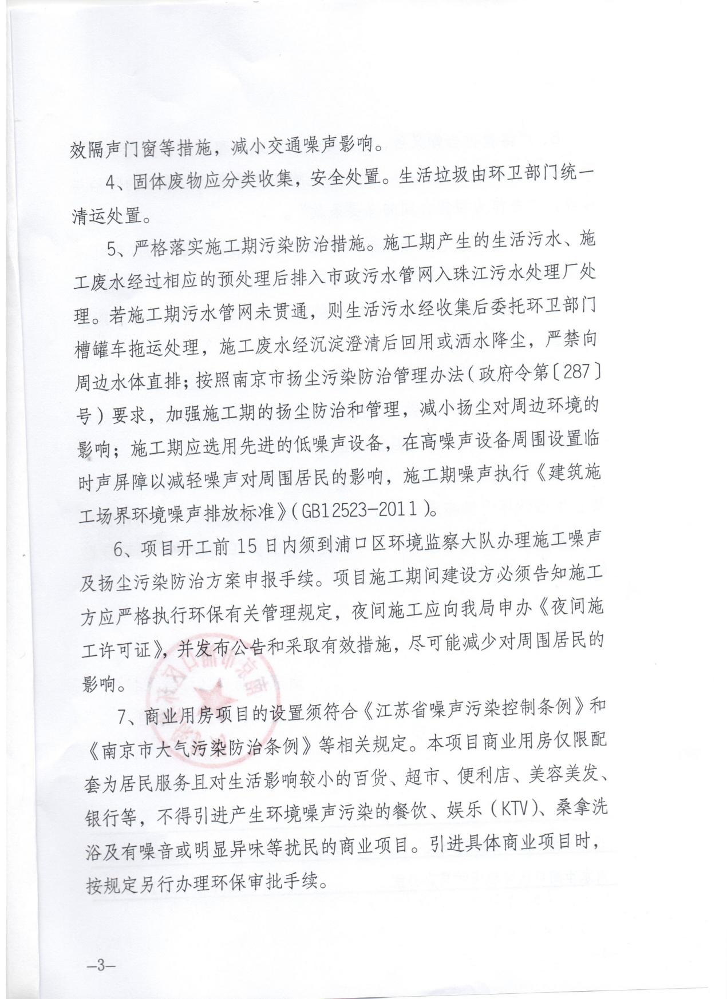 效隔声门窗等措施，减小交通噪声影响。
4、固体废物应分类收集，安全处置。生活垃圾由环卫部门统一
清运处置。
5、严格落实施工期污染防治措施。施工期产生的生活污水、施
工废水经过相应的预处理后排入市政污水管网入珠江污水处理厂处
理。若施工期污水管网未贯通，则生活污水经收集后委托环卫部门
槽罐车拖运处理，施工废水经沉淀澄清后回用或洒水降尘，严禁向
周边水体直排；按照南京市扬尘污染防治管理办法（政府令第〔287〕
号）要求，加强施工期的扬尘防治和管理，减小扬尘对周边环境的
影响；施工期应选用先进的低噪声设备，在高噪声设备周围设置临
时声屏障以减轻噪声对周围居民的影响，施工期噪声执行《建筑施
工场界环境噪声排放标准》（GB12523-2011）。
6、项目开工前 15 日内须到浦口区环境监察大队办理施工噪声
及扬尘污染防治方案申报手续。项目施工期间建设方必须告知施工
方应严格执行环保有关管理规定，夜间施工应向我局申办《夜间施
工许可证》，并发布公告和采取有效措施，尽可能减少对周围居民的
影响。
7、商业用房项目的设置须符合《江苏省噪声污染控制条例》和
《南京市大气污染防治条例》等相关规定。本项目商业用房仅限配
套为居民服务且对生活影响较小的百货、超市、便利店、美容美发、
银行等，不得引进产生环境噪声污染的餐饮、娱乐（KTV）、桑拿洗
浴及有噪音或明显异味等扰民的商业项目。引进具体商业项目时，
按规定另行办理环保审批手续。
—3—